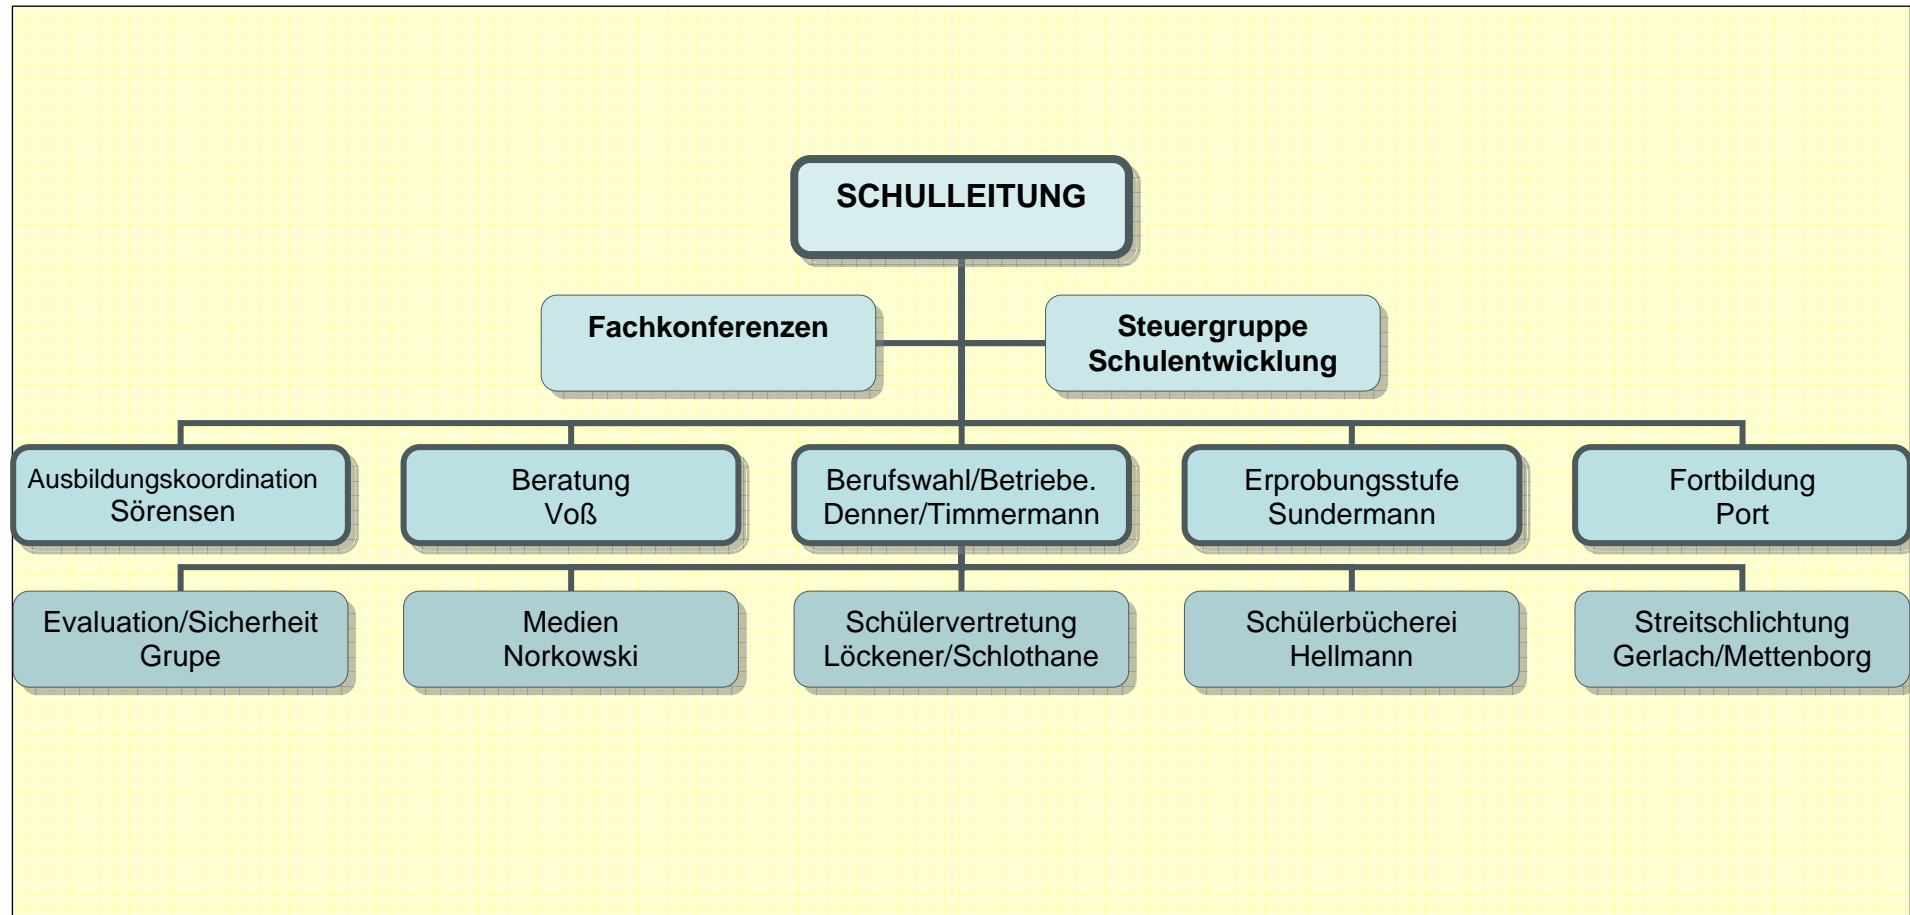 SCHULLEITUNG
Fachkonferenzen
Steuergruppe
Schulentwicklung
Ausbildungskoordination
Sörensen
Beratung
Voß
Berufswahl/Betriebe.
Denner/Timmermann
Erprobungsstufe
Sundermann
Fortbildung
Port
Evaluation/Sicherheit
Grupe
Medien
Norkowski
Schülervertretung
Löckener/Schlothane
Schülerbücherei
Hellmann
Streitschlichtung
Gerlach/Mettenborg